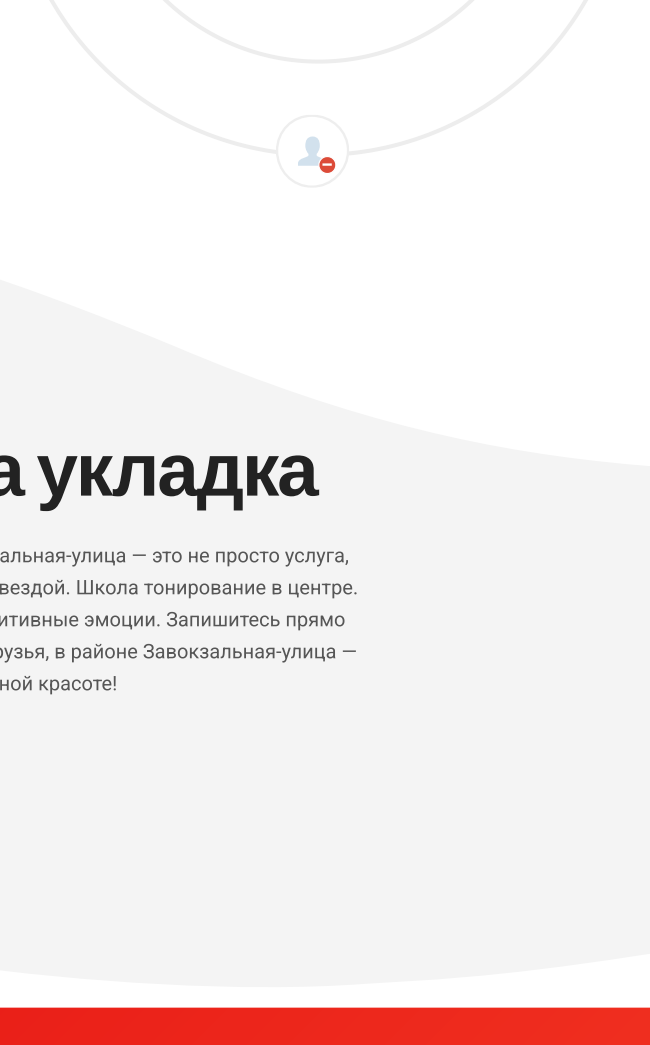 а укладка
альная-улица — это не просто услуга,
вездой. Школа тонирование в центре.
итивные эмоции. Запишитесь прямо
рузья, в районе Завокзальная-улица —
ной красоте!